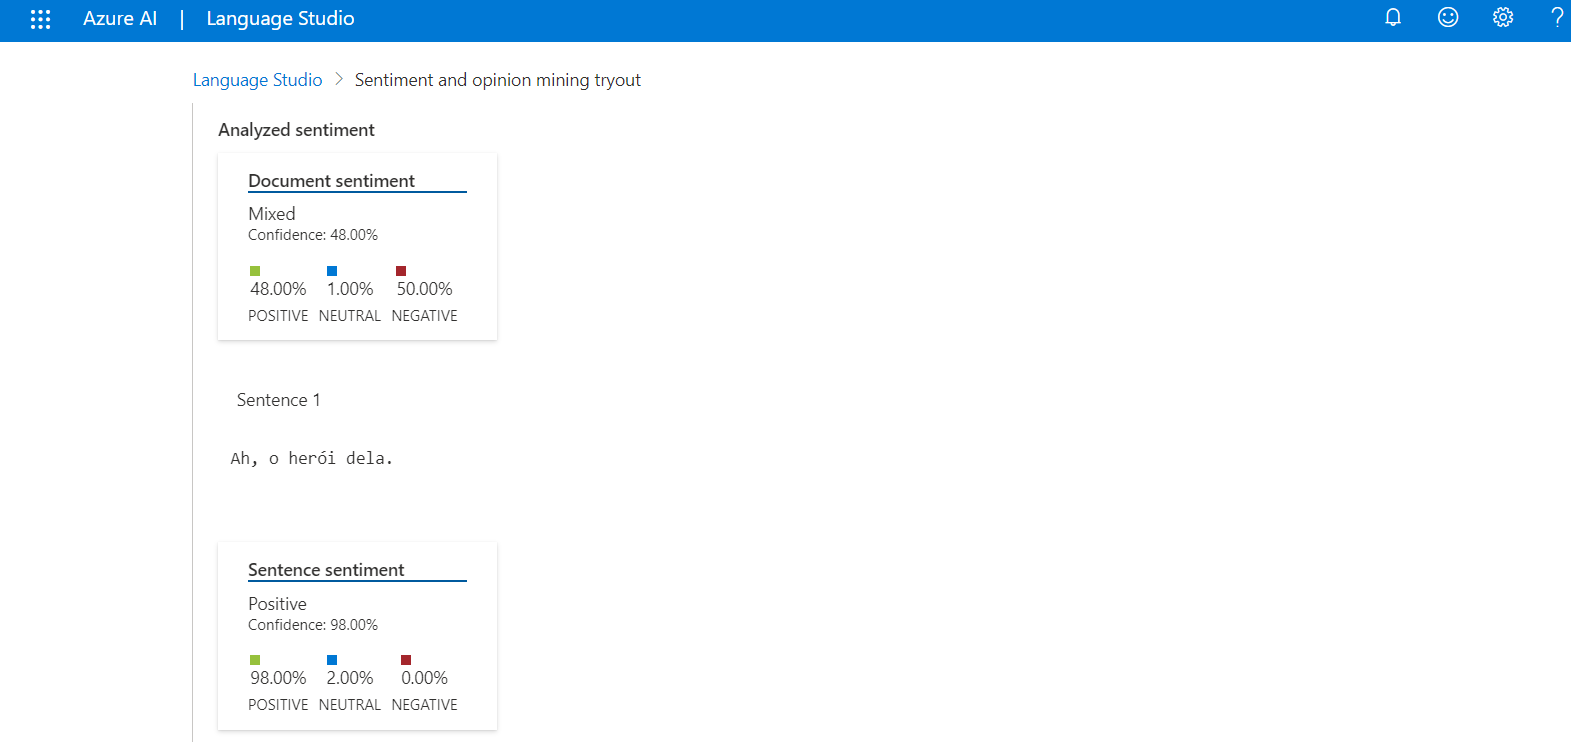 Azure AI | Language Studio ?
Language Studio > Sentiment and opinion mining tryout
Analyzed sentiment
Document sentiment
Mixed
Confidence: 48.00%
48.00% 1.00% 50.00%
POSITIVE NEUTRAL NEGATIVE
Sentence 1
Ah, o herói dela.
Sentence sentiment
Positive
Confidence: 98.00%
98.00% 2.00% 0.00%
POSITIVE NEUTRAL NEGATIVE